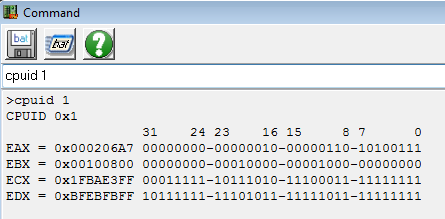 Command
bat
bat
?
cpuid 1
>cpuid 1
CPUID 0x1
31 24 23 16 15 8 7 0
EAX = 0x000206A7 00000000-00000010-00000110-10100111
EBX = 0x00100800 00000000-00010000-00001000-00000000
ECX = 0x1FBAE3FF 00011111-10111010-11100011-11111111
EDX = 0xBFEBFBFF 10111111-11101011-11111011-11111111